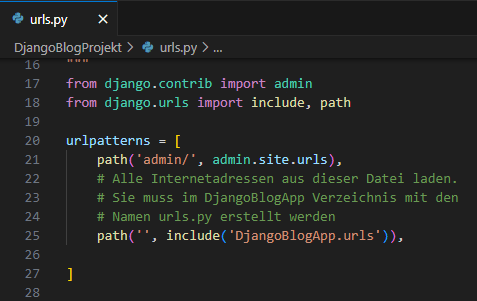 urls.py ×
DjangoBlogProjekt > urls.py > ...
16 """
17 from django.contrib import admin
18 from django.urls import include, path
19
20 urlpatterns = [
21     path('admin/', admin.site.urls),
22     # Alle Internetadressen aus dieser Datei laden.
23     # Sie muss im DjangoBlogApp Verzeichnis mit den
24     # Namen urls.py erstellt werden
25     path('', include('DjangoBlogApp.urls')),
26
27 ]
28